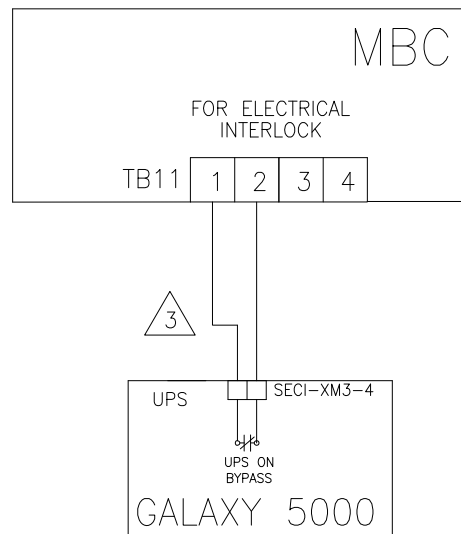 MBC
FOR ELECTRICAL
INTERLOCK
TB11 1 2 3 4
3
UPS SECI-XM3-4
UPS ON
BYPASS
GALAXY 5000